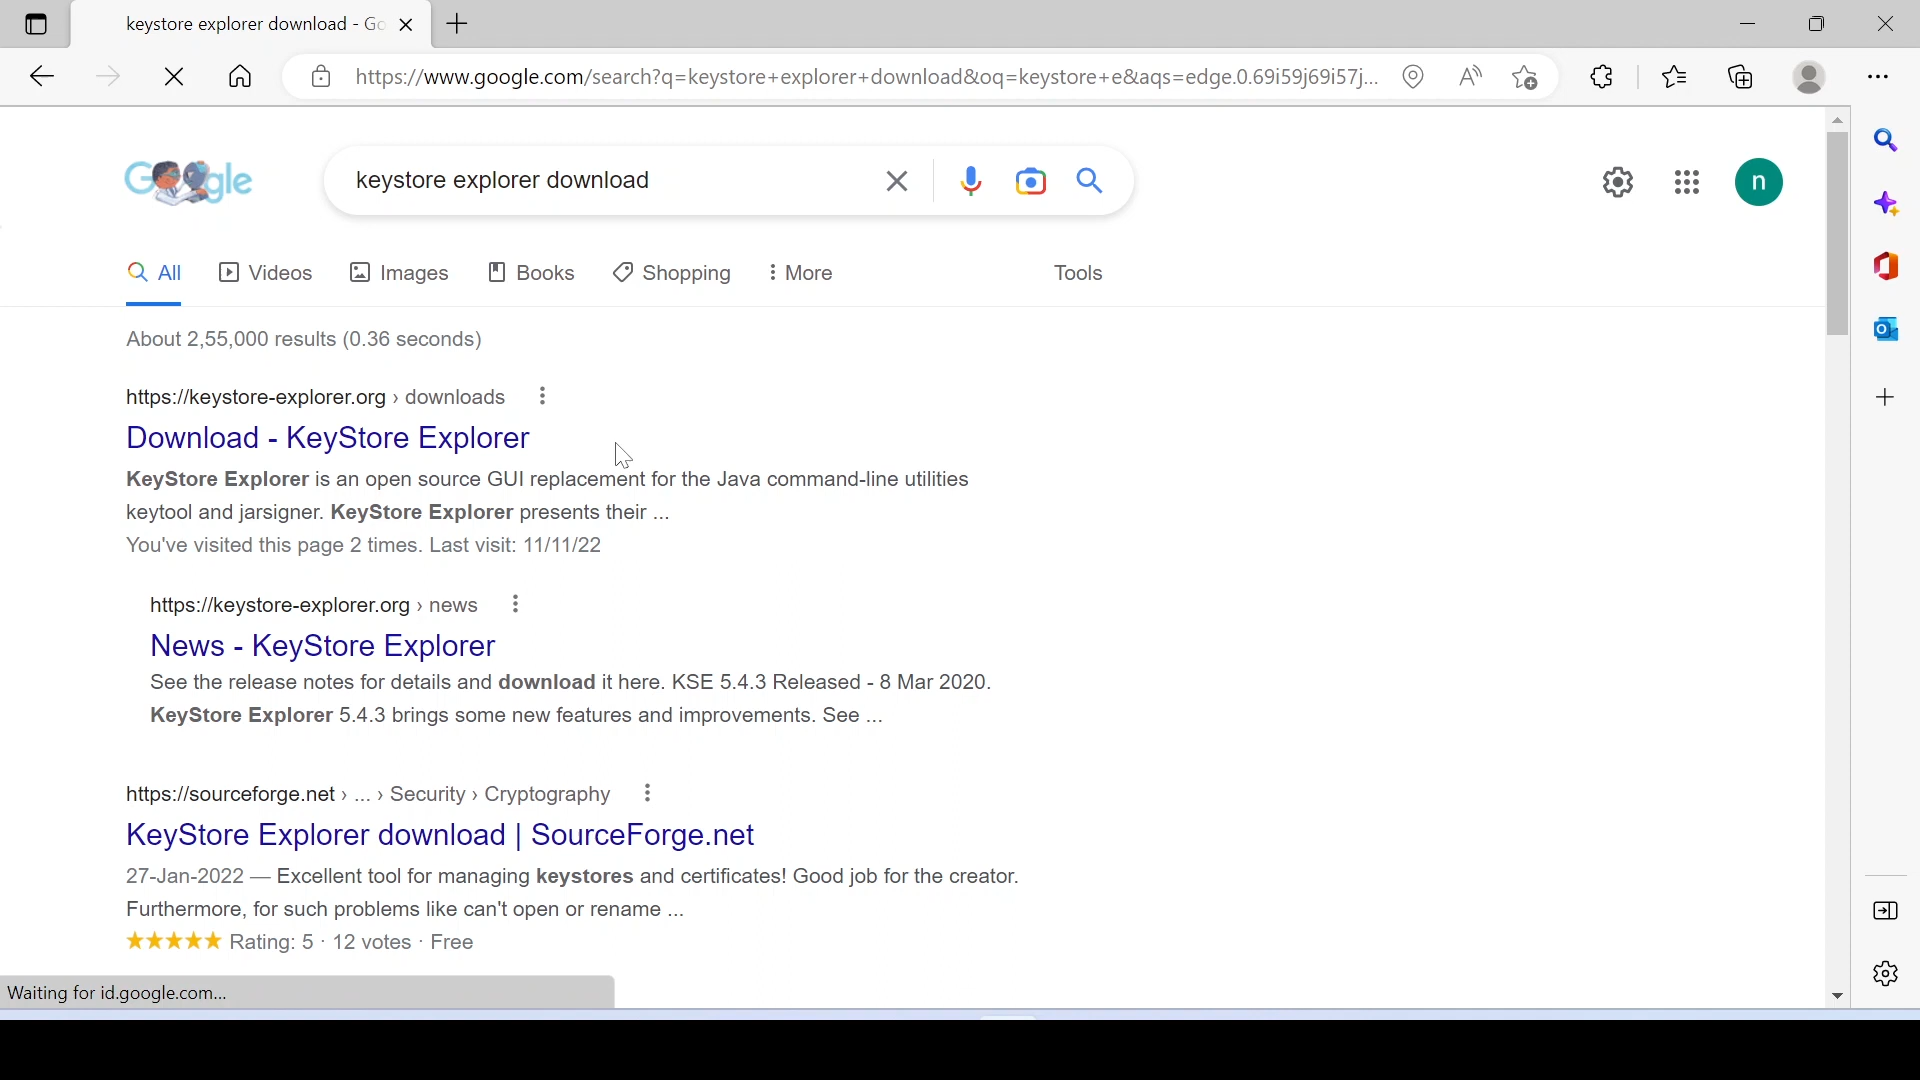 keystore explorer download - Go
https://www.google.com/search?q=keystore+explorer+download&oq=keystore+e&aqs=edge.0.69i59j69i57j...
Google
keystore explorer download
n
All
Videos
Images
Books
Shopping
More
Tools
About 2,55,000 results (0.36 seconds)
https://keystore-explorer.org › downloads
Download - KeyStore Explorer
KeyStore Explorer is an open source GUI replacement for the Java command-line utilities
keytool and jarsigner. KeyStore Explorer presents their ...
You've visited this page 2 times. Last visit: 11/11/22
https://keystore-explorer.org › news
News - KeyStore Explorer
See the release notes for details and download it here. KSE 5.4.3 Released - 8 Mar 2020.
KeyStore Explorer 5.4.3 brings some new features and improvements. See ...
https://sourceforge.net › ... › Security › Cryptography
KeyStore Explorer download | SourceForge.net
27-Jan-2022 — Excellent tool for managing keystores and certificates! Good job for the creator.
Furthermore, for such problems like can't open or rename ...
★★★★★ Rating: 5 · 12 votes · Free
Waiting for id.google.com...